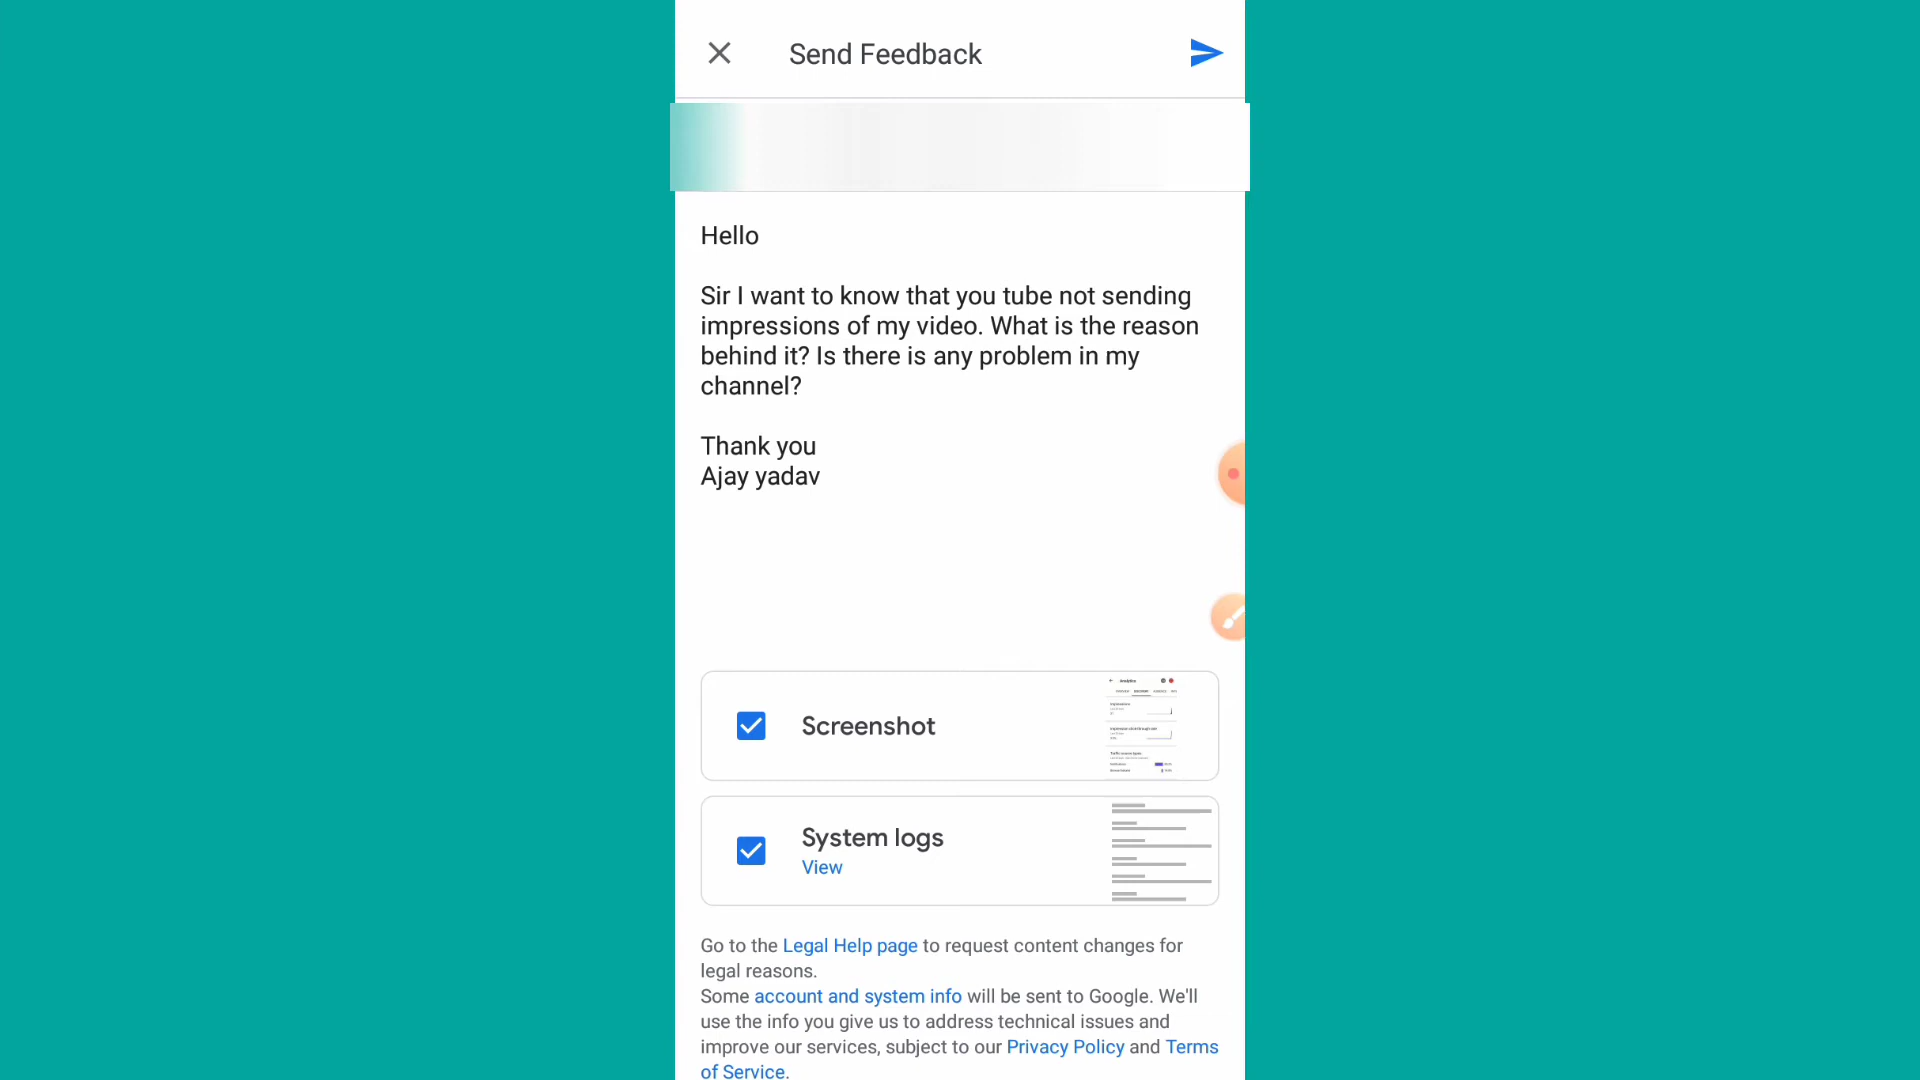 Send Feedback
Hello
Sir I want to know that you tube not sending
impressions of my video. What is the reason
behind it? Is there is any problem in my
channel?
Thank you
Ajay yadav
Screenshot
Analytics
System logs
View
Go to the Legal Help page to request content changes for
legal reasons.
Some account and system info will be sent to Google. We'll
use the info you give us to address technical issues and
improve our services, subject to our Privacy Policy and Terms
of Service.